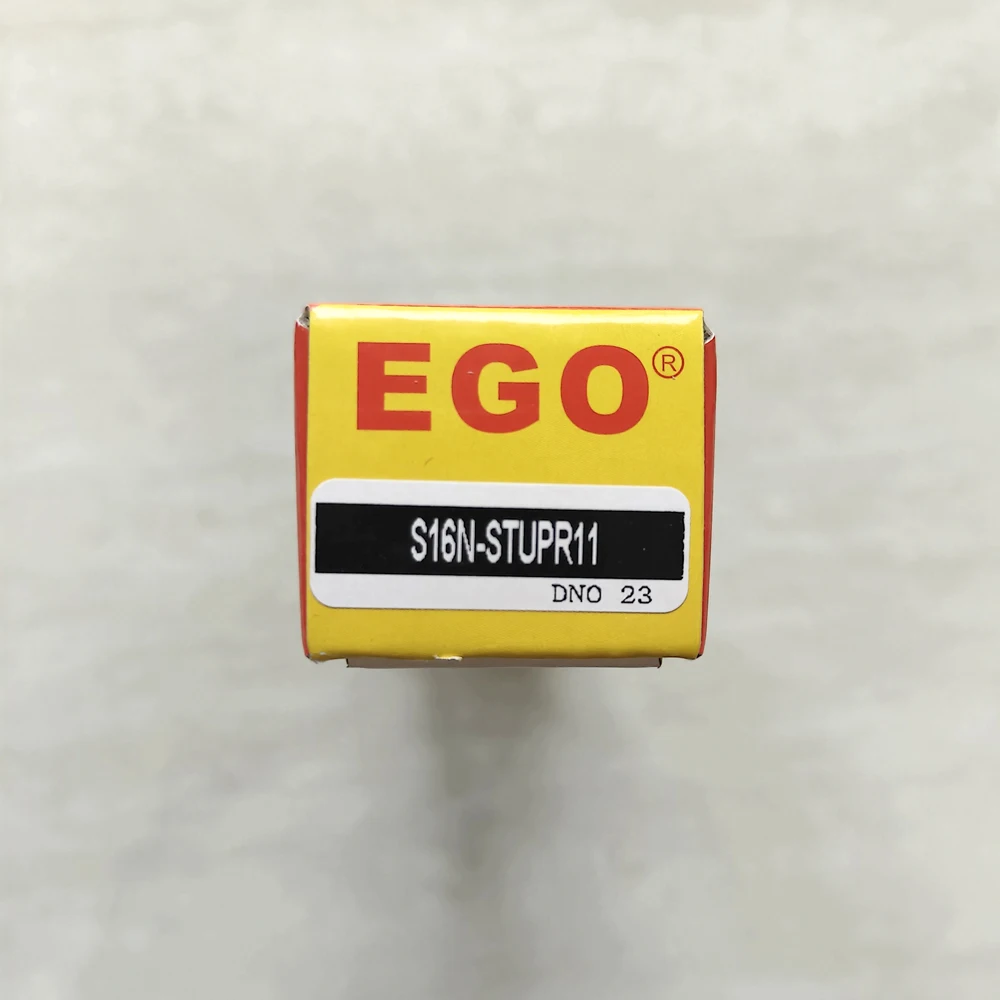 EGO®
S16N-STUPR11
DNO 23